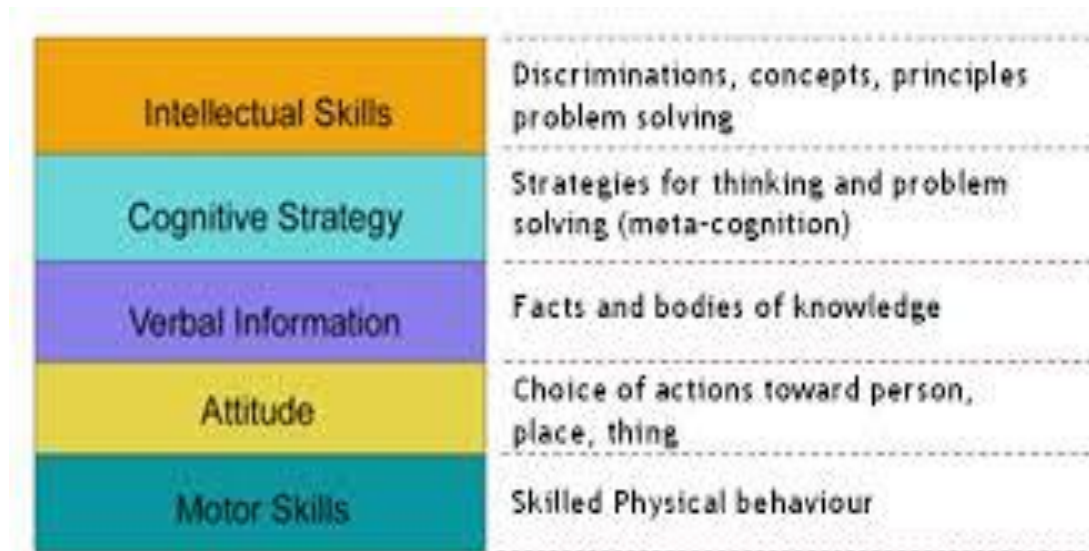 Intellectual Skills
Discriminations, concepts, principles
problem solving
Cognitive Strategy
Strategies for thinking and problem
solving (meta-cognition)
Verbal Information
Facts and bodies of knowledge
Attitude
Choice of actions toward person,
place, thing
Motor Skills
Skilled Physical behaviour